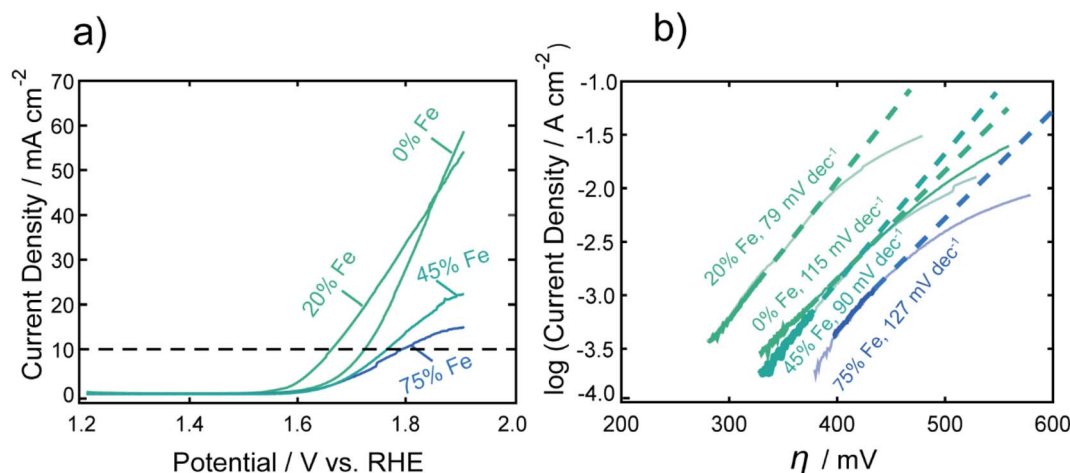 a)
Current Density / mA cm⁻²
70
60
50
40
30
20
10
0
0% Fe
20% Fe
45% Fe
75% Fe
1.2
1.4
1.6
1.8
2.0
Potential / V vs. RHE
b)
log (Current Density / A cm⁻²)
-1.0
-1.5
-2.0
-2.5
-3.0
-3.5
-4.0
20% Fe, 79 mV dec⁻¹
0% Fe, 115 mV dec⁻¹
45% Fe, 90 mV dec⁻¹
75% Fe, 127 mV dec⁻¹
200
300
400
500
600
η / mV